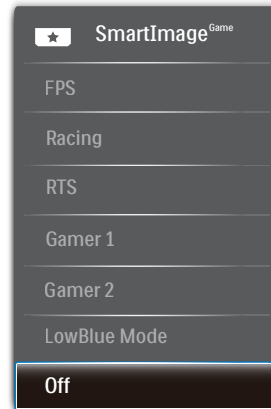 SmartImage Game
FPS
Racing
RTS
Gamer 1
Gamer 2
LowBlue Mode
Off